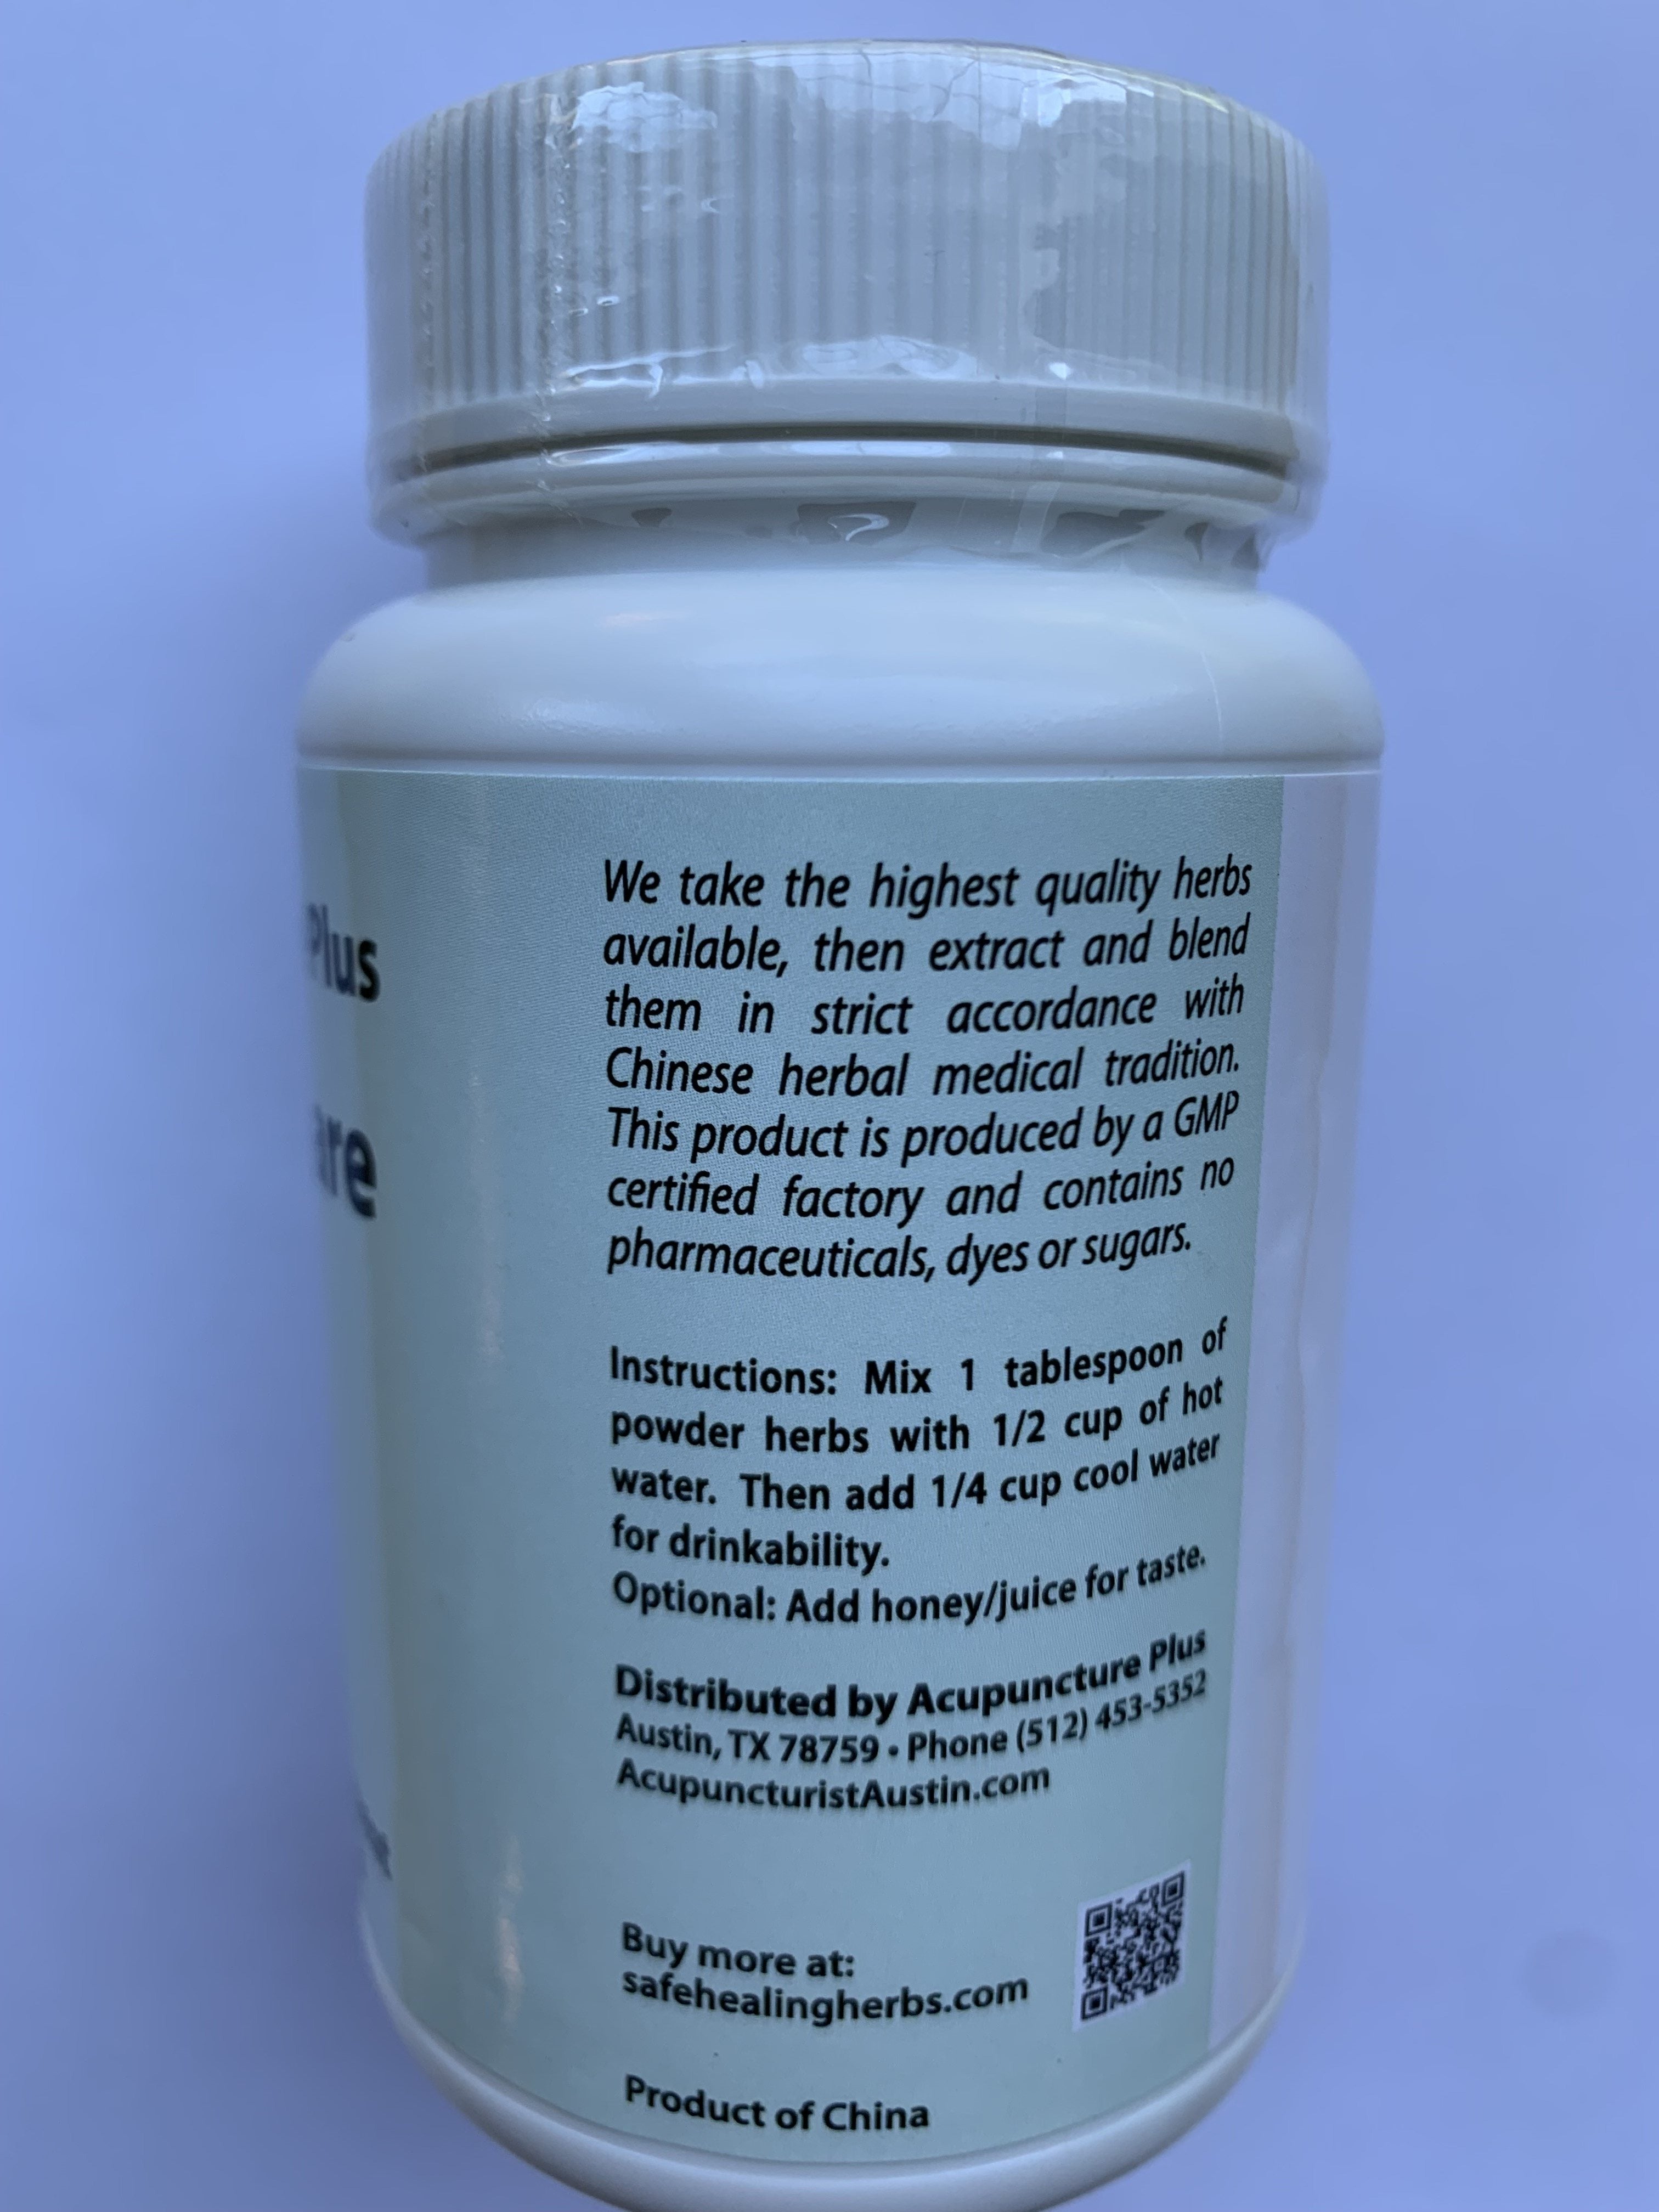 Plus
We take the highest quality herbs
available, then extract and blend
them in strict accordance with
Chinese herbal medical tradition.
This product is produced by a GMP
certified factory and contains no
pharmaceuticals, dyes or sugars.
Instructions: Mix 1 tablespoon of
powder herbs with 1/2 cup of hot
water. Then add 1/4 cup cool water
for drinkability.
Optional: Add honey/juice for taste.
Distributed by Acupuncture Plus
Austin, TX 78759 • Phone (512) 453-5352
AcupuncturistAustin.com
Buy more at:
safehealingherbs.com
Product of China